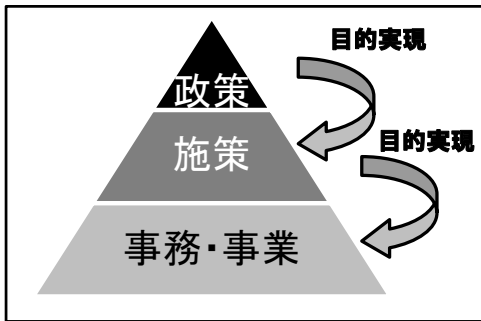 目的実現
政策
目的実現
施策
事務・事業